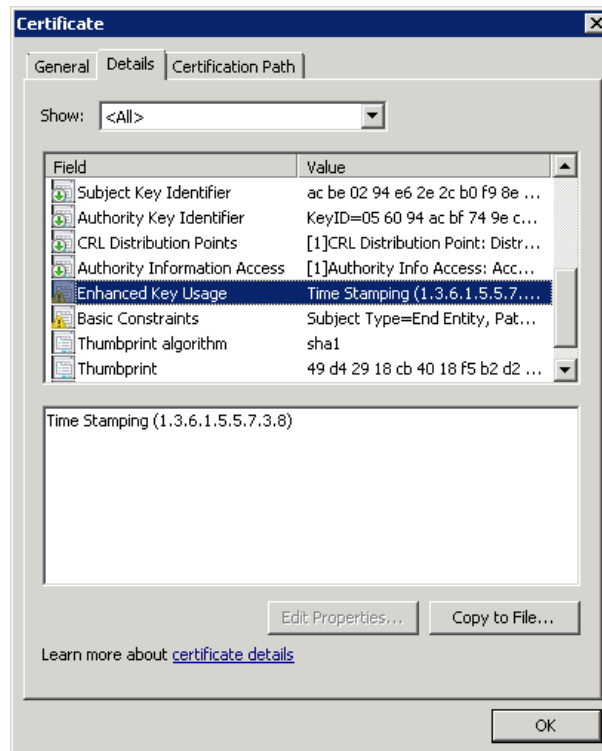 Certificate
General Details Certification Path
Show: <All>
Field Value
Subject Key Identifier ac be 02 94 e6 2e 2c b0 f9 8e ...
Authority Key Identifier KeyID=05 60 94 ac bf 74 9e c...
CRL Distribution Points [1]CRL Distribution Point: Distr...
Authority Information Access [1]Authority Info Access: Acc...
Enhanced Key Usage Time Stamping (1.3.6.1.5.5.7....
Basic Constraints Subject Type=End Entity, Pat...
Thumbprint algorithm sha1
Thumbprint 49 d4 29 18 cb 40 18 f5 b2 d2 ...
Time Stamping (1.3.6.1.5.5.7.3.8)
Edit Properties... Copy to File...
Learn more about certificate details
OK